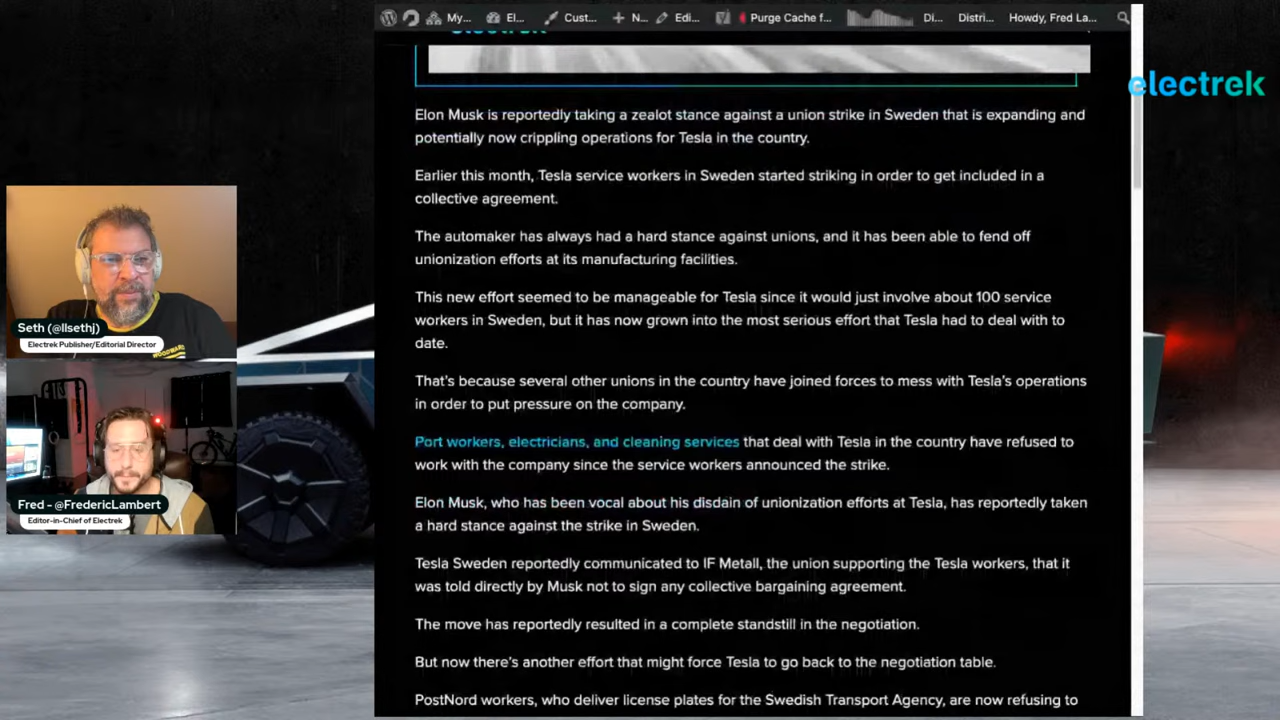 My...
El...
Cust...
N...
Edi...
Purge Cache f...
Di...
Distri...
Howdy, Fred La...
electrek
Elon Musk is reportedly taking a zealot stance against a union strike in Sweden that is expanding and
potentially now crippling operations for Tesla in the country.
Earlier this month, Tesla service workers in Sweden started striking in order to get included in a
collective agreement.
The automaker has always had a hard stance against unions, and it has been able to fend off
unionization efforts at its manufacturing facilities.
This new effort seemed to be manageable for Tesla since it would just involve about 100 service
workers in Sweden, but it has now grown into the most serious effort that Tesla had to deal with to
date.
That's because several other unions in the country have joined forces to mess with Tesla's operations
in order to put pressure on the company.
Port workers, electricians, and cleaning services that deal with Tesla in the country have refused to
work with the company since the service workers announced the strike.
Elon Musk, who has been vocal about his disdain of unionization efforts at Tesla, has reportedly taken
a hard stance against the strike in Sweden.
Tesla Sweden reportedly communicated to IF Metall, the union supporting the Tesla workers, that it
was told directly by Musk not to sign any collective bargaining agreement.
The move has reportedly resulted in a complete standstill in the negotiation.
But now there's another effort that might force Tesla to go back to the negotiation table.
PostNord workers, who deliver license plates for the Swedish Transport Agency, are now refusing to
Seth (@llsethj)
Electrek Publisher/Editorial Director
WOODWARD
Fred - @FredericLambert
Editor-in-Chief of Electrek